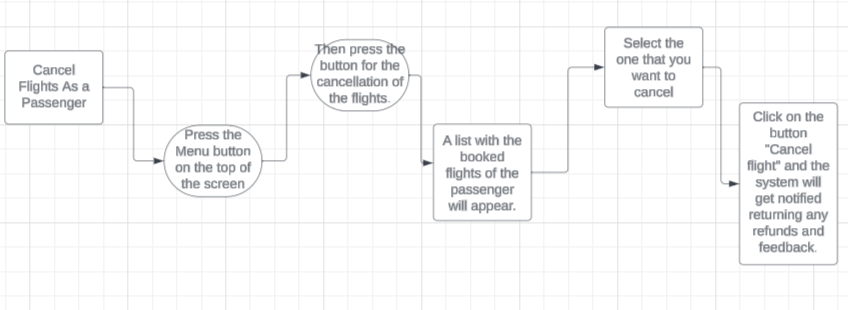 Cancel
Flights As a
Passenger
Press the
Menu button
on the top of
the screen
Then press the
button for the
cancellation of
the flights.
A list with the
booked
flights of the
passenger
will appear.
Select the
one that you
want to
cancel
Click on the
button
"Cancel
flight" and the
system will
get notified
returning any
refunds and
feedback.